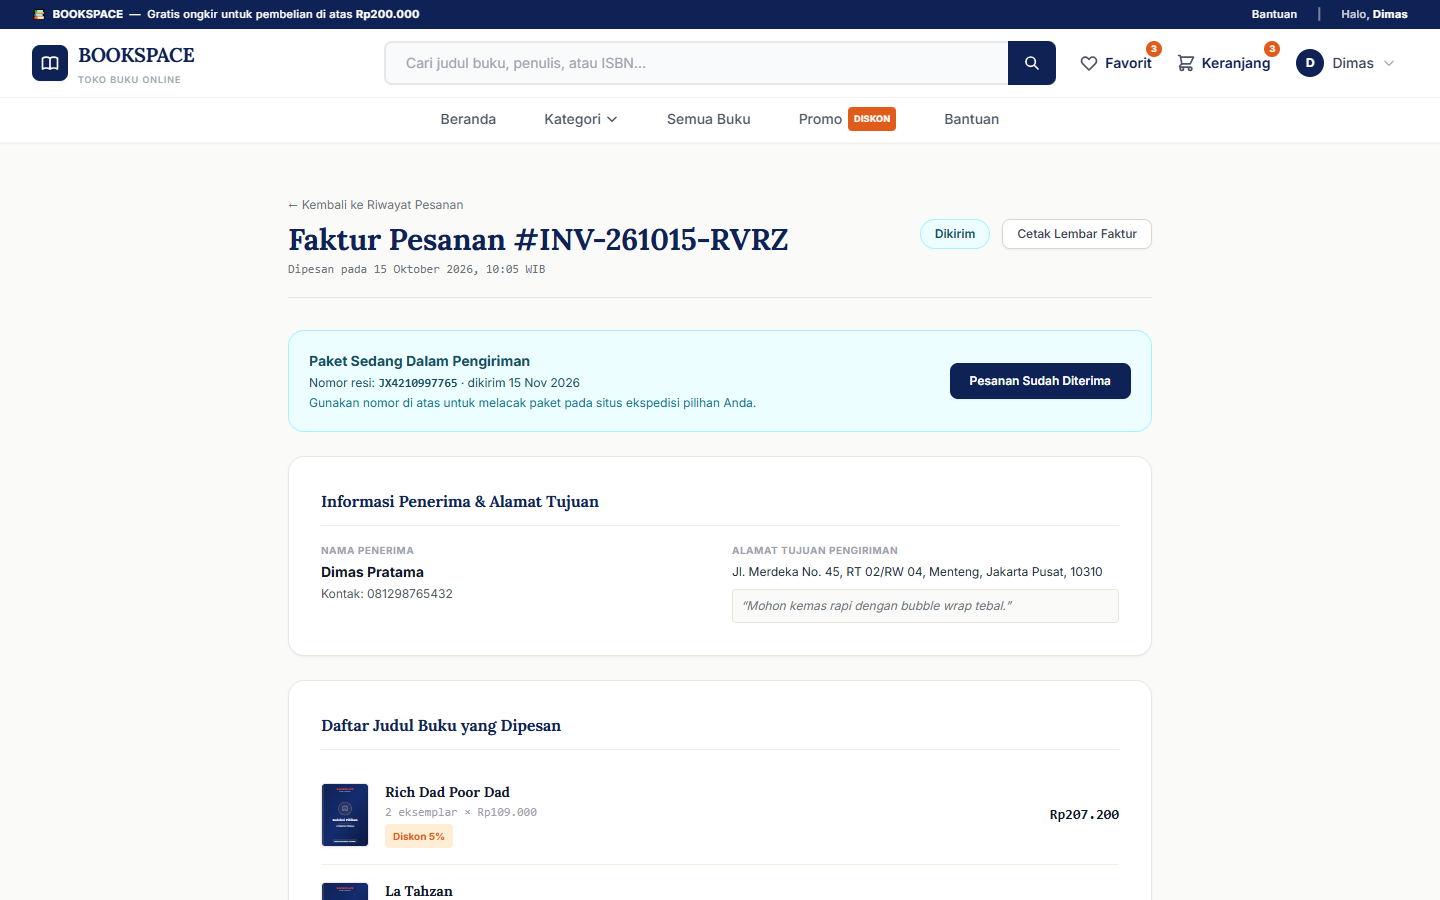 BOOKSPACE — Gratis ongkir untuk pembelian di atas Rp200.000
Bantuan | Halo, Dimas
BOOKSPACE
TOKO BUKU ONLINE
Cari judul buku, penulis, atau ISBN...
Favorit 3
Keranjang 3
D Dimas
Beranda
Kategori
Semua Buku
Promo DISKON
Bantuan
← Kembali ke Riwayat Pesanan
Faktur Pesanan #INV-261015-RVRZ
Dipesan pada 15 Oktober 2026, 10:05 WIB
Dikirim
Cetak Lembar Faktur
Paket Sedang Dalam Pengiriman
Nomor resi: JX4210997765 · dikirim 15 Nov 2026
Gunakan nomor di atas untuk melacak paket pada situs ekspedisi pilihan Anda.
Pesanan Sudah Diterima
Informasi Penerima & Alamat Tujuan
NAMA PENERIMA
Dimas Pratama
Kontak: 081298765432
ALAMAT TUJUAN PENGIRIMAN
Jl. Merdeka No. 45, RT 02/RW 04, Menteng, Jakarta Pusat, 10310
“Mohon kemas rapi dengan bubble wrap tebal.”
Daftar Judul Buku yang Dipesan
Rich Dad Poor Dad
2 eksemplar × Rp109.000
Diskon 5%
Rp207.200
La Tahzan